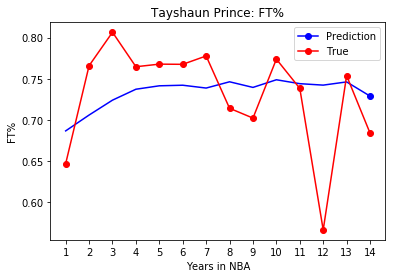 Tayshaun Prince: FT%
Prediction
True
FT%
0.80
0.75
0.70
0.65
0.60
1 2 3 4 5 6 7 8 9 10 11 12 13 14
Years in NBA